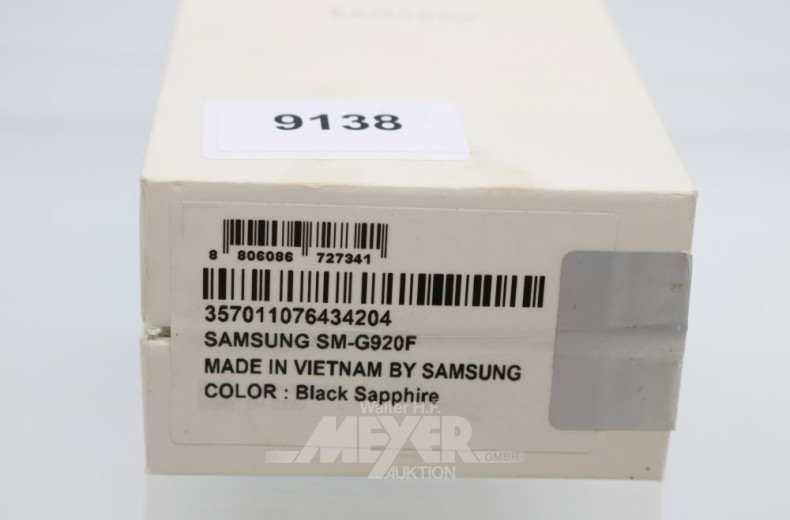 SAMSUNG
9138
8 806086 727341
357011076434204
SAMSUNG SM-G920F
MADE IN VIETNAM BY SAMSUNG
COLOR : Black Sapphire
Walter H.F.
MEYER
GMBH
AUKTION